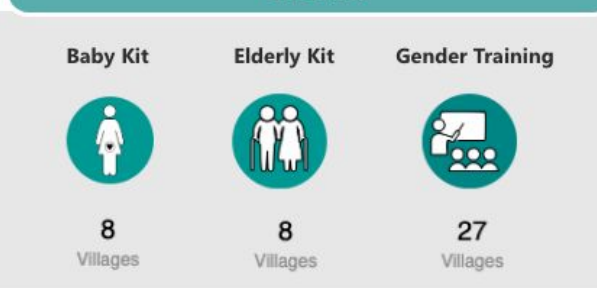 Baby Kit
Elderly Kit
Gender Training
8
8
27
Villages
Villages
Villages